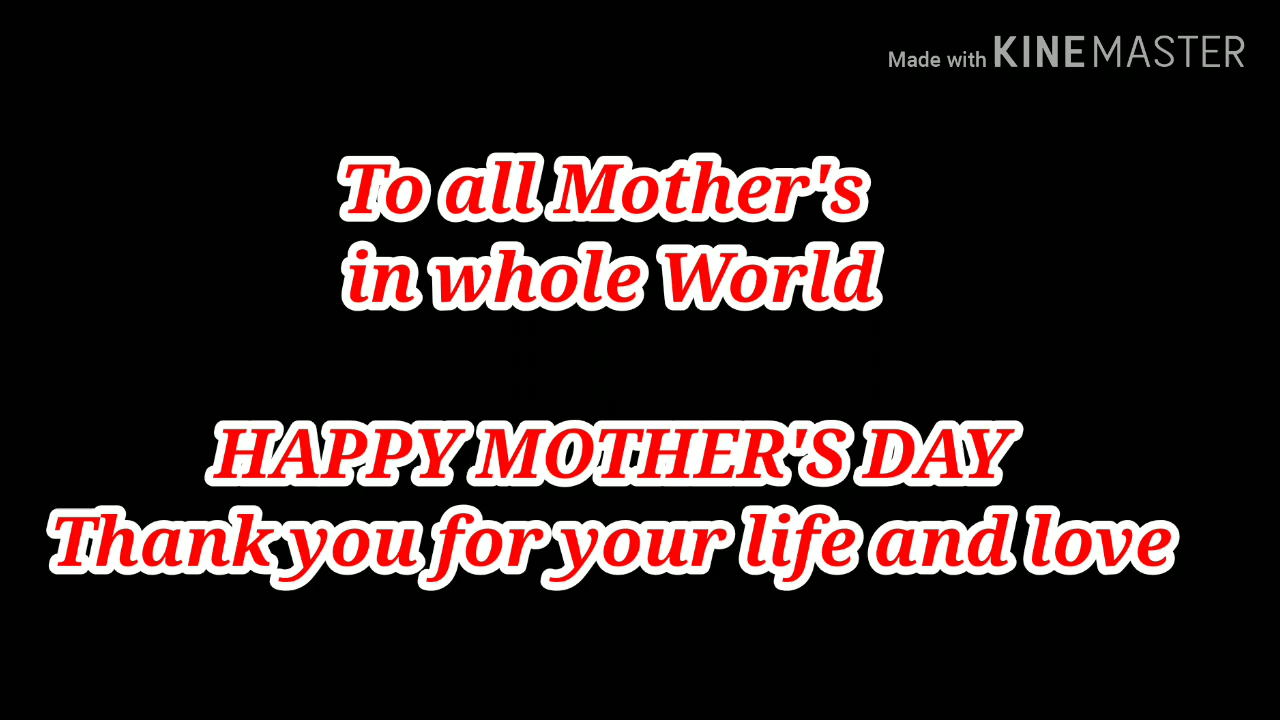 Made with KINEMASTER
To all Mother's
in whole World
HAPPY MOTHER'S DAY
Thank you for your life and love